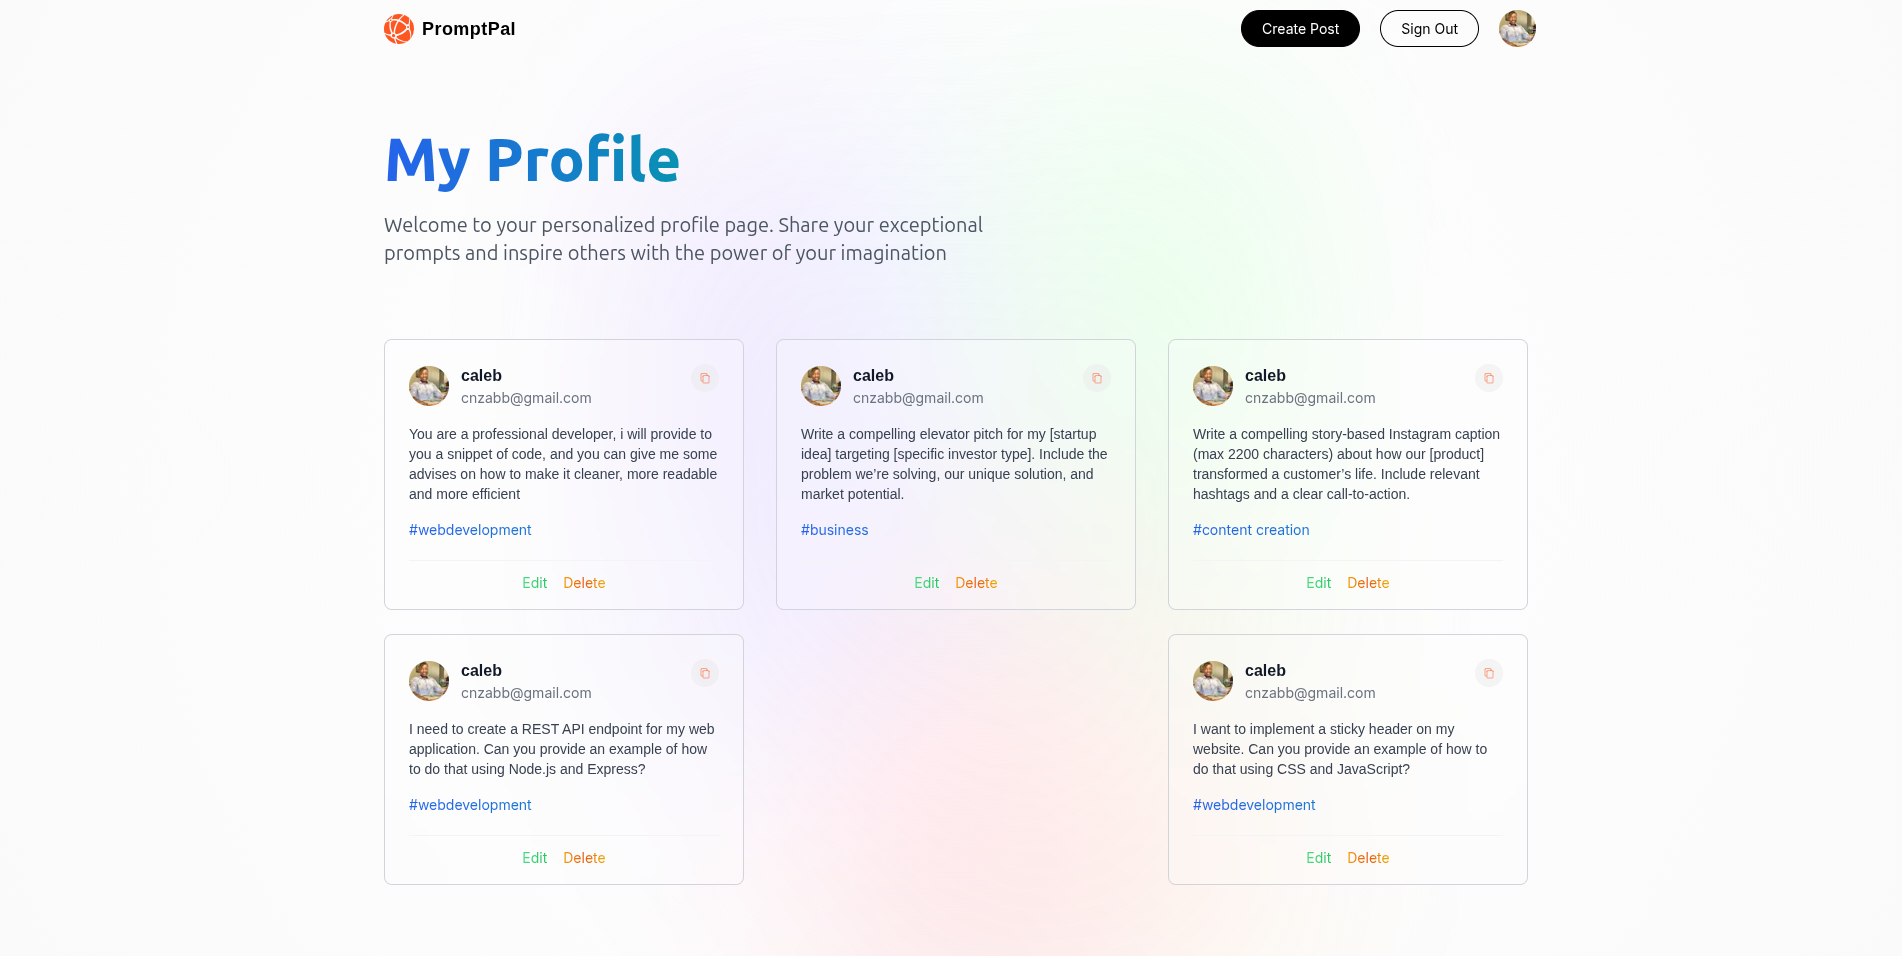 PromptPal
Create Post
Sign Out
My Profile
Welcome to your personalized profile page. Share your exceptional
prompts and inspire others with the power of your imagination
caleb
cnzabb@gmail.com
You are a professional developer, i will provide to
you a snippet of code, and you can give me some
advises on how to make it cleaner, more readable
and more efficient
#webdevelopment
Edit Delete
caleb
cnzabb@gmail.com
Write a compelling elevator pitch for my [startup
idea] targeting [specific investor type]. Include the
problem we’re solving, our unique solution, and
market potential.
#business
Edit Delete
caleb
cnzabb@gmail.com
Write a compelling story-based Instagram caption
(max 2200 characters) about how our [product]
transformed a customer’s life. Include relevant
hashtags and a clear call-to-action.
#content creation
Edit Delete
caleb
cnzabb@gmail.com
I need to create a REST API endpoint for my web
application. Can you provide an example of how
to do that using Node.js and Express?
#webdevelopment
Edit Delete
caleb
cnzabb@gmail.com
I want to implement a sticky header on my
website. Can you provide an example of how to
do that using CSS and JavaScript?
#webdevelopment
Edit Delete